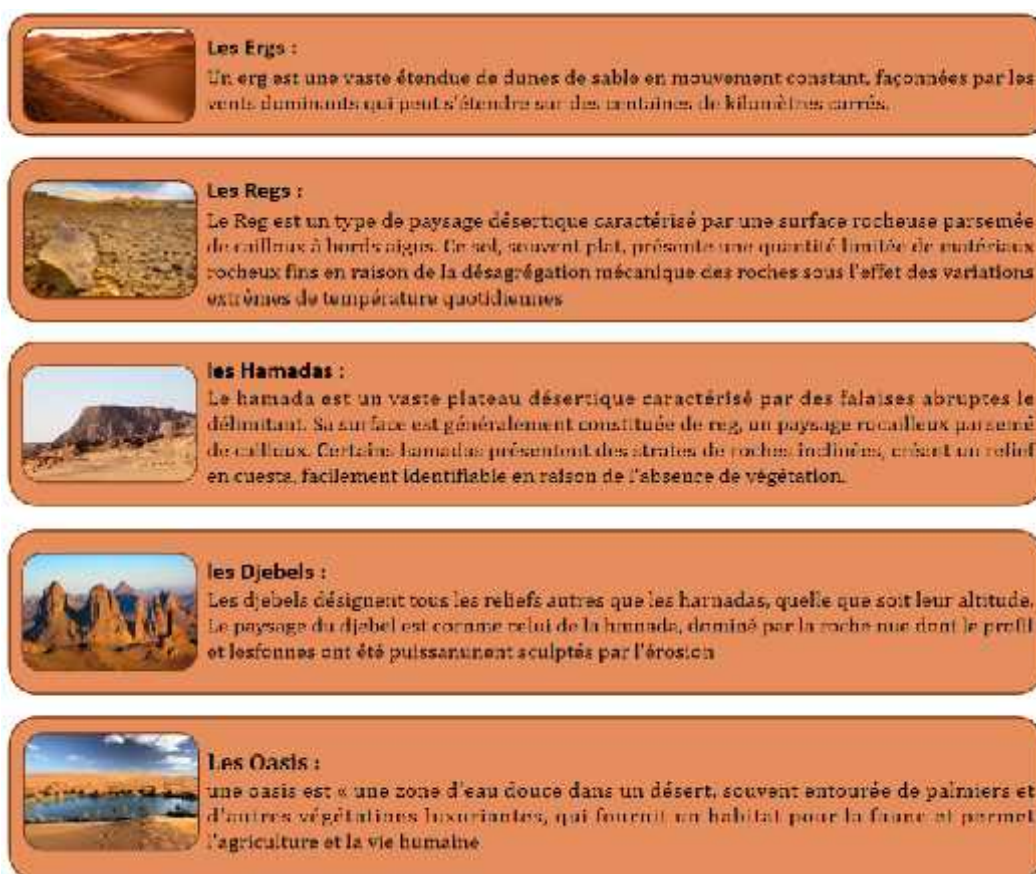 Les Ergs :
Un erg est une vaste étendue de dunes de sable en mouvement constant, façonnées par les
vents dominants qui peut s'étendre sur des centaines de kilomètres carrés.
Les Regs :
Le Reg est un type de paysage désertique caractérisé par une surface rocheuse parsemée
de cailloux à bords aigus. Ce sol, souvent plat, présente une quantité limitée de matériaux
rocheux fins en raison de la désagrégation mécanique des roches sous l'effet des variations
extrêmes de température quotidiennes
les Hamadas :
Le hamada est un vaste plateau désertique caractérisé par des falaises abruptes le
délimitant. Sa surface est généralement constituée de reg, un paysage rocailleux parsemé
de cailloux. Certains hamadas présentent des strates de roches inclinées, créant un relief
en cuesta, facilement identifiable en raison de l'absence de végétation.
les Djebels :
Les djebels désignent tous les reliefs autres que les harnadas, quelle que soit leur altitude.
Le paysage du djebel est cornme celui de la hmnada, dominé par la roche nue dont le profil
et lesfonnes ont été puissanunent sculptés par l'érosion
Les Oasis :
une oasis est « une zone d'eau douce dans un désert, souvent entourée de palmiers et
d'autres végétations luxuriantes, qui fournit un habitat pour la faune et permet
l'agriculture et la vie humaine